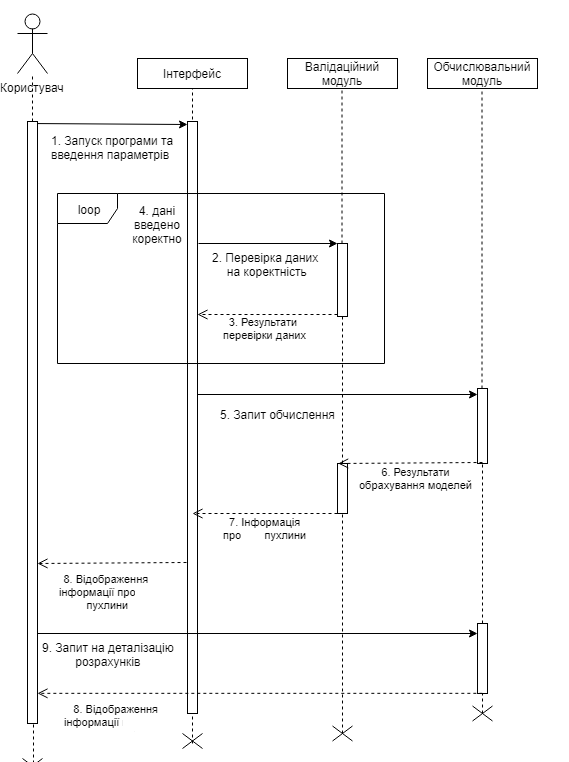 Користувач
Інтерфейс
Валідаційний
модуль
Обчислювальний
модуль
1. Запуск програми та
введення параметрів
loop
4. дані
введено
коректно
2. Перевірка даних
на коректність
3. Результати
перевірки даних
5. Запит обчислення
6. Результати
обрахування моделей
7. Інформація
про пухлини
8. Відображення
інформації про
пухлини
9. Запит на деталізацію
розрахунків
8. Відображення
інформації